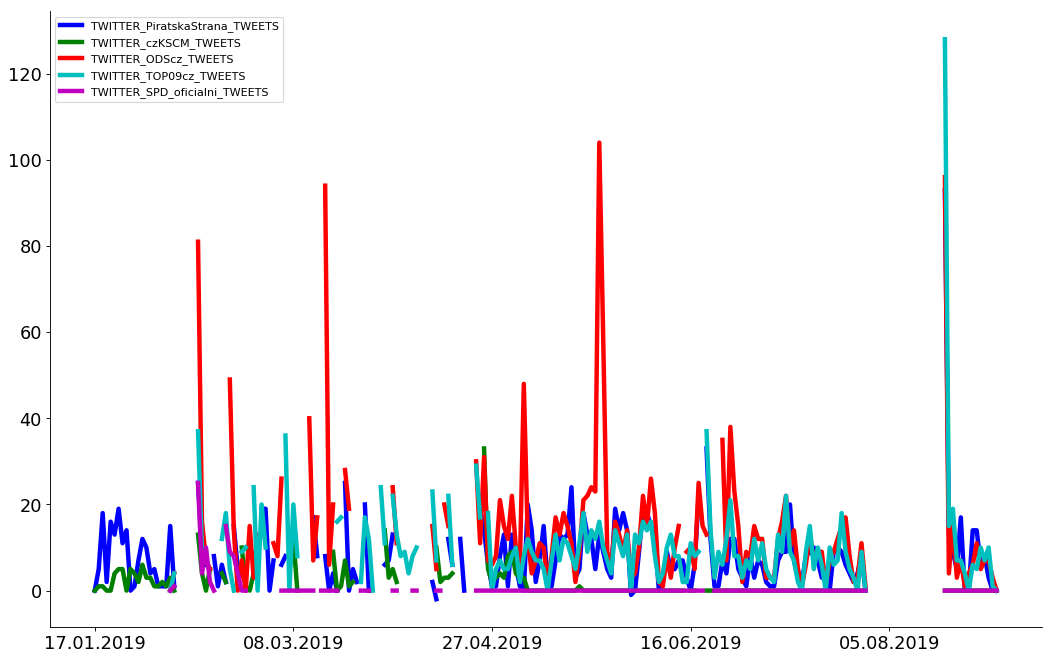 TWITTER_PiratskaStrana_TWEETS
TWITTER_czKSCM_TWEETS
TWITTER_ODScz_TWEETS
TWITTER_TOP09cz_TWEETS
TWITTER_SPD_oficialni_TWEETS
120
100
80
60
40
20
0
17.01.2019 08.03.2019 27.04.2019 16.06.2019 05.08.2019